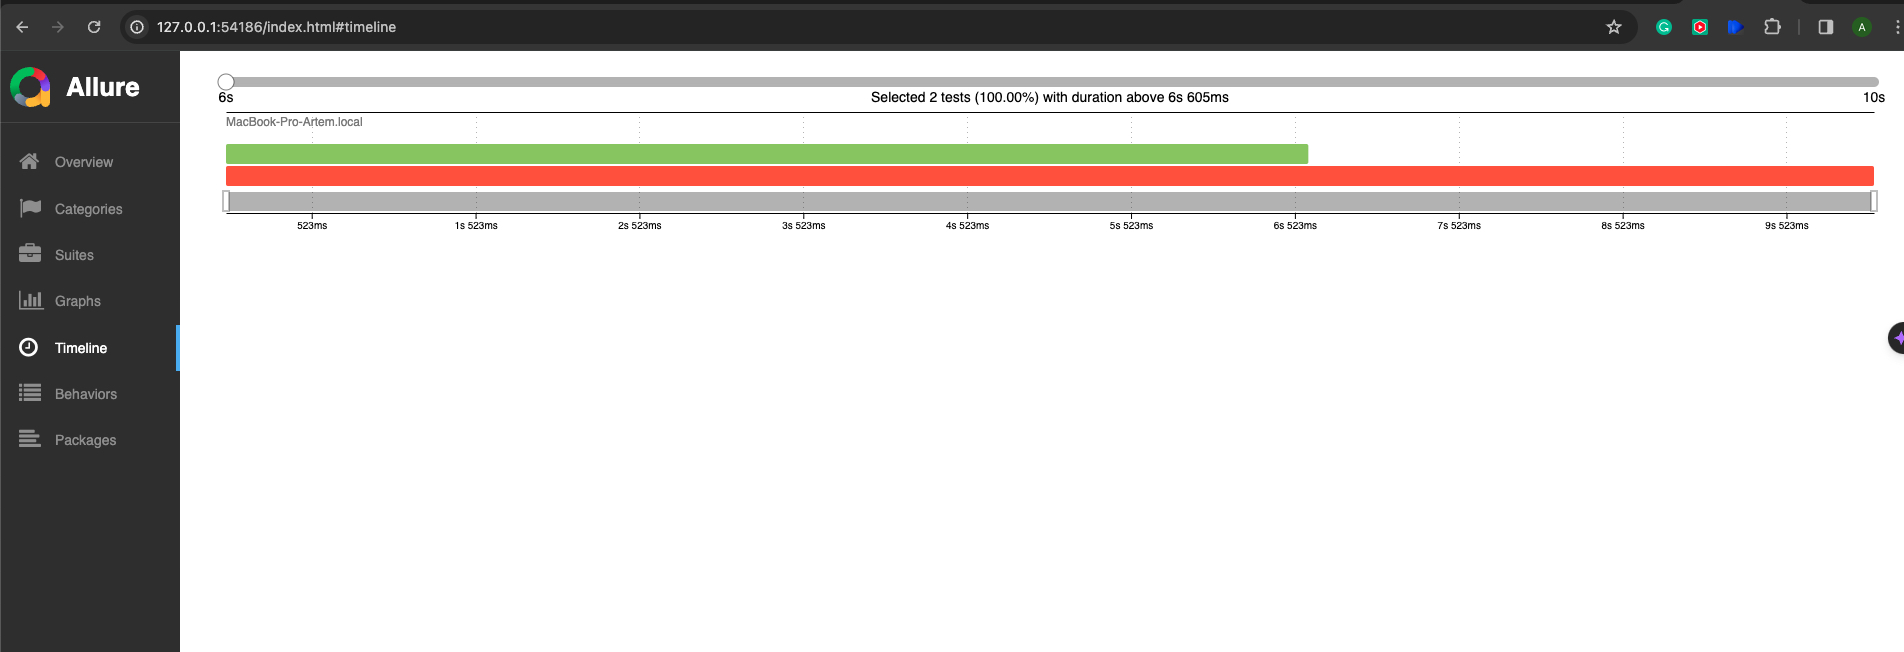 127.0.0.1:54186/index.html#timeline
A
Allure
Overview
Categories
Suites
Graphs
Timeline
Behaviors
Packages
6s Selected 2 tests (100.00%) with duration above 6s 605ms 10s
MacBook-Pro-Artem.local
523ms 1s 523ms 2s 523ms 3s 523ms 4s 523ms 5s 523ms 6s 523ms 7s 523ms 8s 523ms 9s 523ms